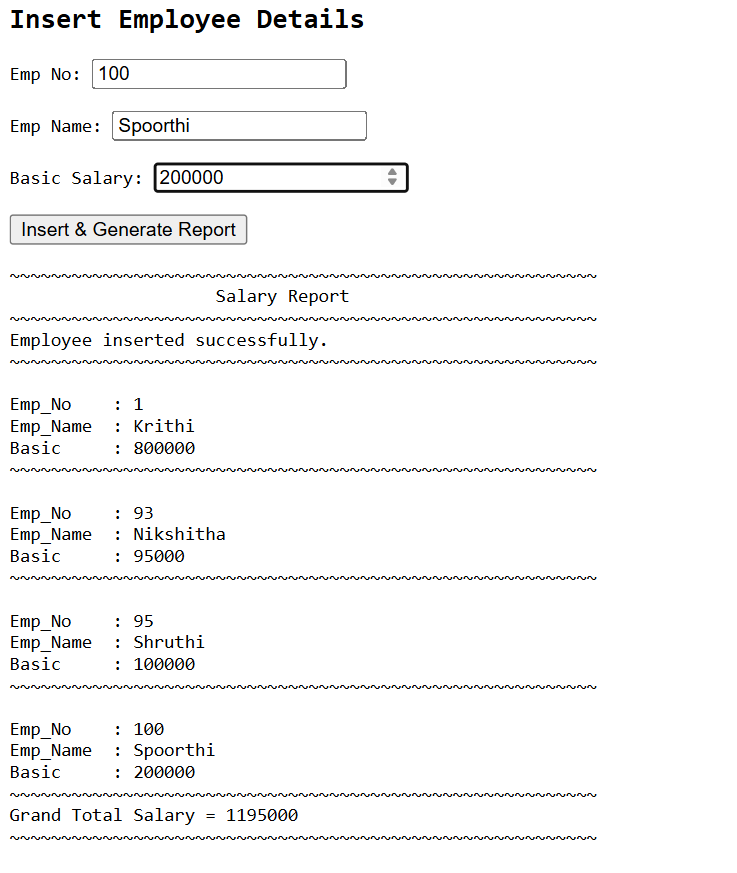 Insert Employee Details
Emp No: 100
Emp Name: Spoorthi
Basic Salary: 200000
Insert & Generate Report
~~~~~~~~~~~~~~~~~~~~~~~~~~~~~~~~~~~~~~~~~~~~~~~~~~~~~~~~~
Salary Report
~~~~~~~~~~~~~~~~~~~~~~~~~~~~~~~~~~~~~~~~~~~~~~~~~~~~~~~~~
Employee inserted successfully.
~~~~~~~~~~~~~~~~~~~~~~~~~~~~~~~~~~~~~~~~~~~~~~~~~~~~~~~~~
Emp_No    : 1
Emp_Name  : Krithi
Basic     : 800000
~~~~~~~~~~~~~~~~~~~~~~~~~~~~~~~~~~~~~~~~~~~~~~~~~~~~~~~~~
Emp_No    : 93
Emp_Name  : Nikshitha
Basic     : 95000
~~~~~~~~~~~~~~~~~~~~~~~~~~~~~~~~~~~~~~~~~~~~~~~~~~~~~~~~~
Emp_No    : 95
Emp_Name  : Shruthi
Basic     : 100000
~~~~~~~~~~~~~~~~~~~~~~~~~~~~~~~~~~~~~~~~~~~~~~~~~~~~~~~~~
Emp_No    : 100
Emp_Name  : Spoorthi
Basic     : 200000
~~~~~~~~~~~~~~~~~~~~~~~~~~~~~~~~~~~~~~~~~~~~~~~~~~~~~~~~~
Grand Total Salary = 1195000
~~~~~~~~~~~~~~~~~~~~~~~~~~~~~~~~~~~~~~~~~~~~~~~~~~~~~~~~~